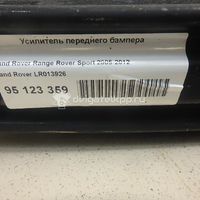 Усилитель переднего бампера
and Rover Range Rover Sport 2005-2012
and Rover LR013926
95 123 359